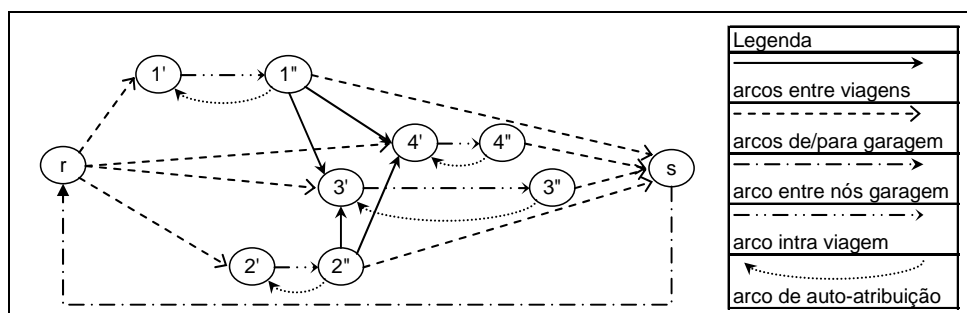 Legenda
arcos entre viagens
arcos de/para garagem
arco entre nós garagem
arco intra viagem
arco de auto-atribuição
1' 1"
4' 4"
r s
3' 3"
2' 2"